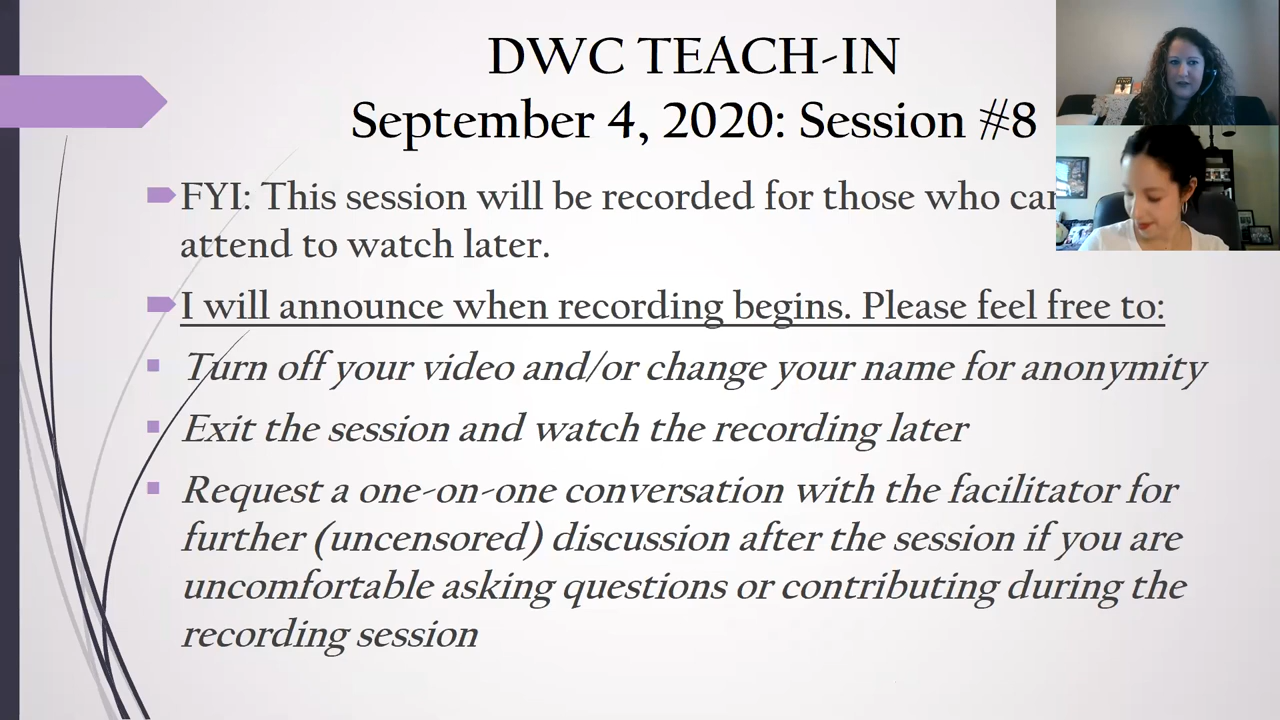 DWC TEACH-IN
September 4, 2020: Session #8
FYI: This session will be recorded for those who
attend to watch later.
I will announce when recording begins. Please feel free to:
Turn off your video and/or change your name for anonymity
Exit the session and watch the recording later
Request a one-on-one conversation with the facilitator for
further (uncensored) discussion after the session if you are
uncomfortable asking questions or contributing during the
recording session